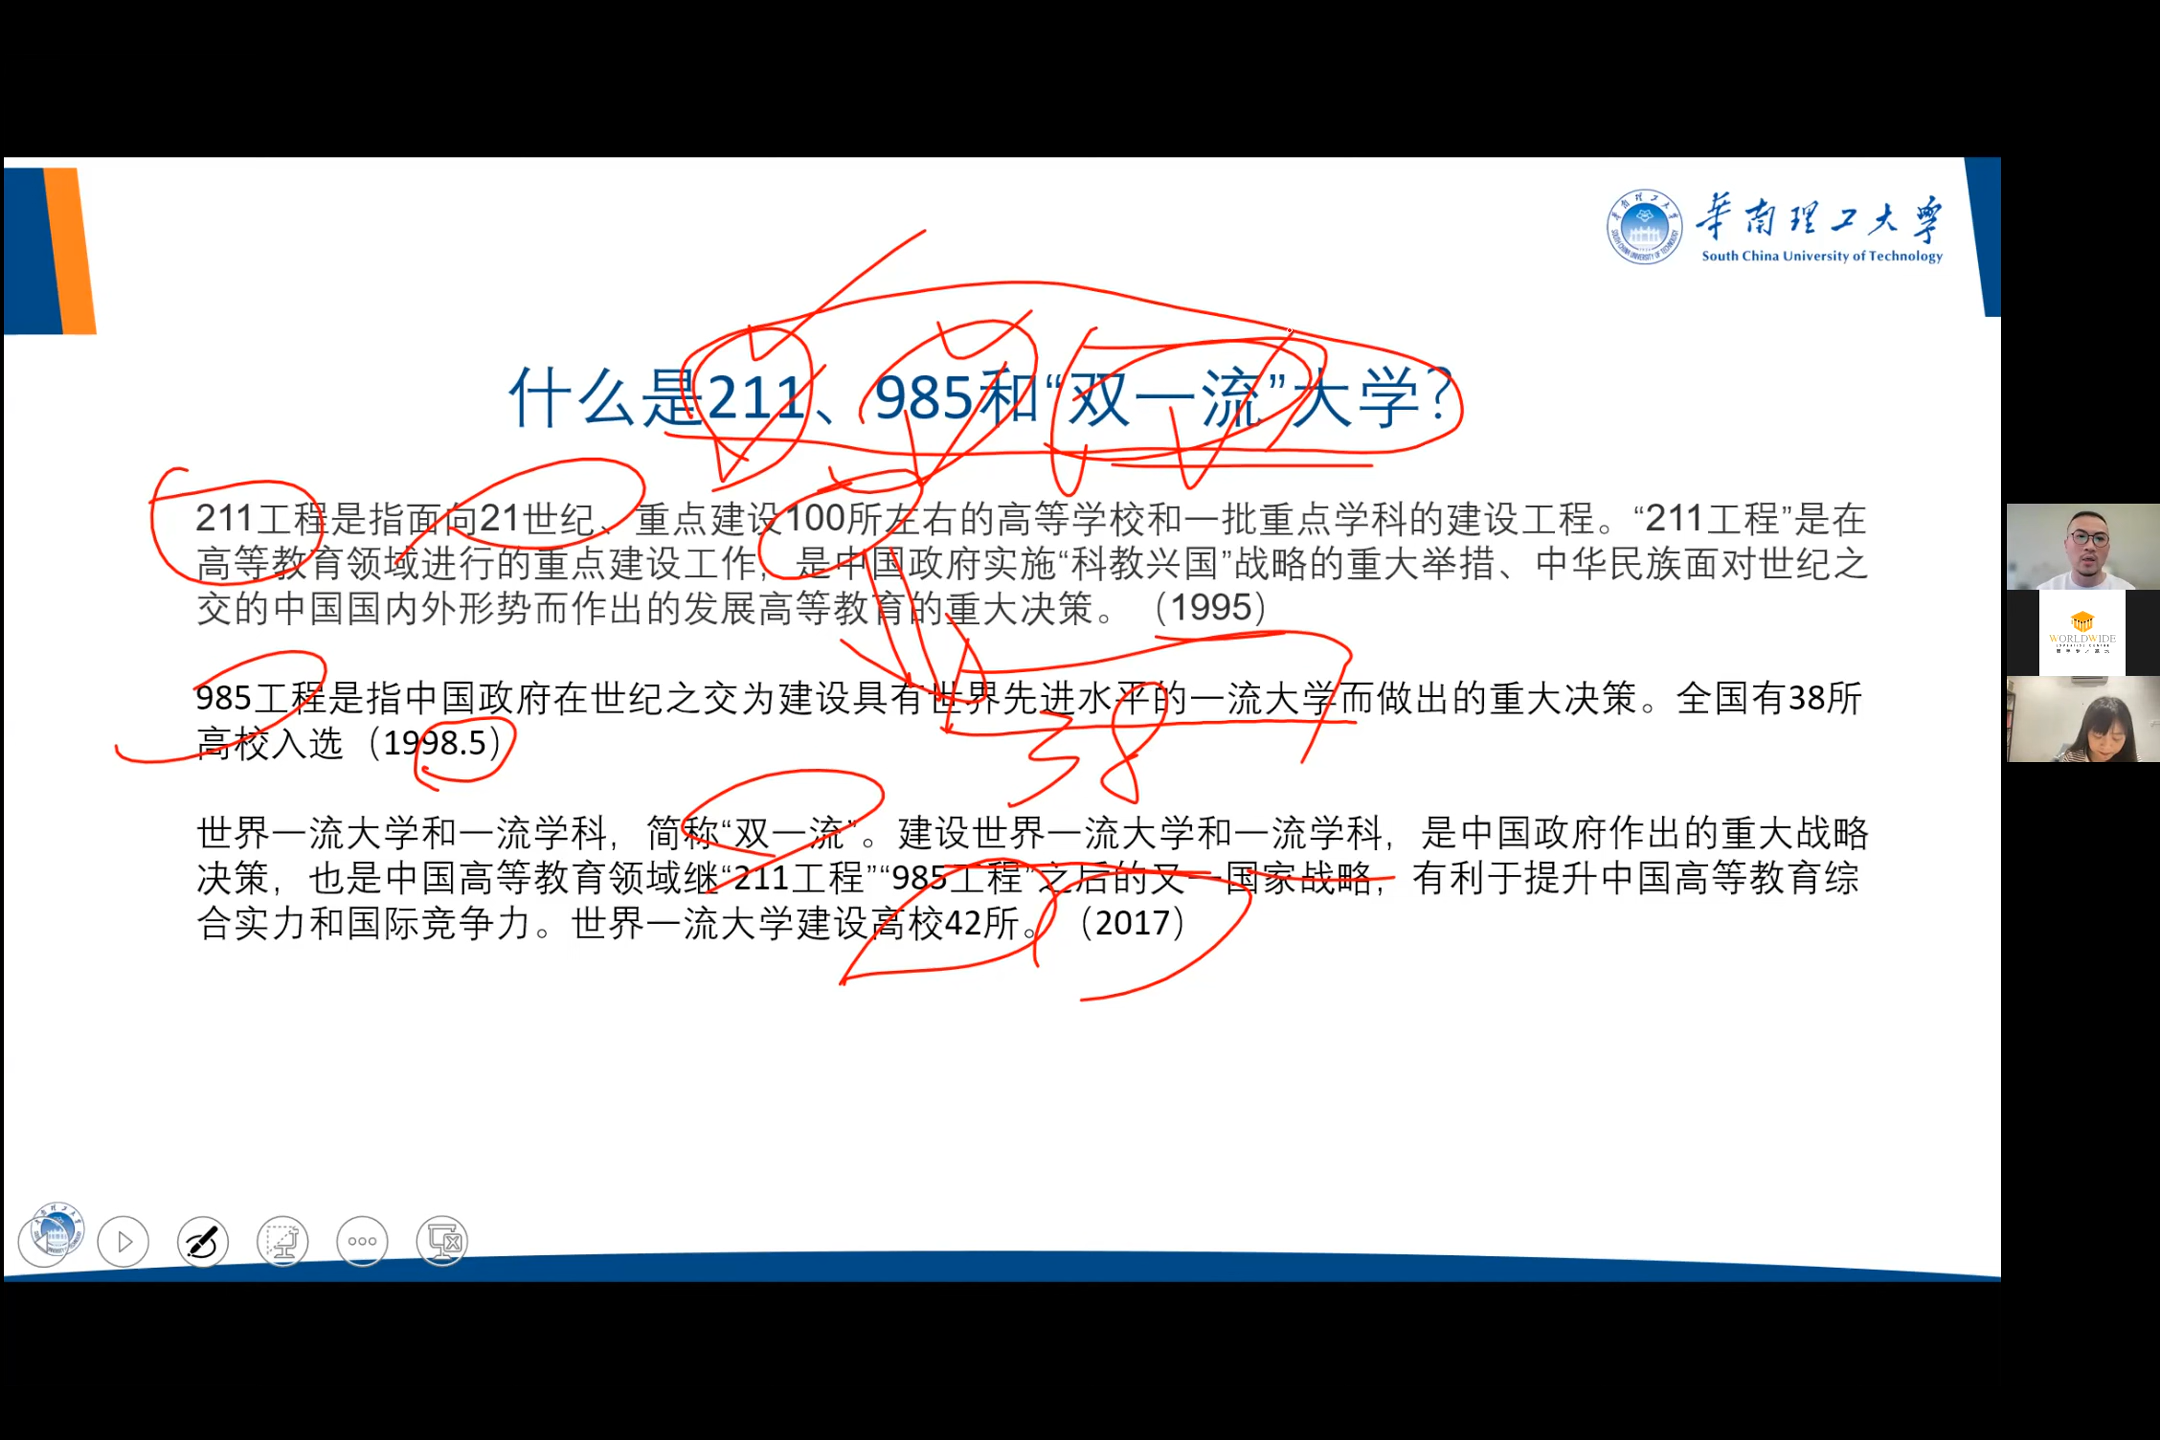 華南理工大學
South China University of Technology
什么是211、985和“双一流”大学？
211工程是指面向21世纪、重点建设100所左右的高等学校和一批重点学科的建设工程。“211工程”是在
高等教育领域进行的重点建设工作，是中国政府实施“科教兴国”战略的重大举措、中华民族面对世纪之
交的中国国内外形势而作出的发展高等教育的重大决策。（1995）
985工程是指中国政府在世纪之交为建设具有世界先进水平的一流大学而做出的重大决策。全国有38所
高校入选（1998.5）
38
世界一流大学和一流学科，简称“双一流”。建设世界一流大学和一流学科，是中国政府作出的重大战略
决策，也是中国高等教育领域继“211工程”“985工程”之后的又一国家战略，有利于提升中国高等教育综
合实力和国际竞争力。世界一流大学建设高校42所。（2017）
WORLDWIDE